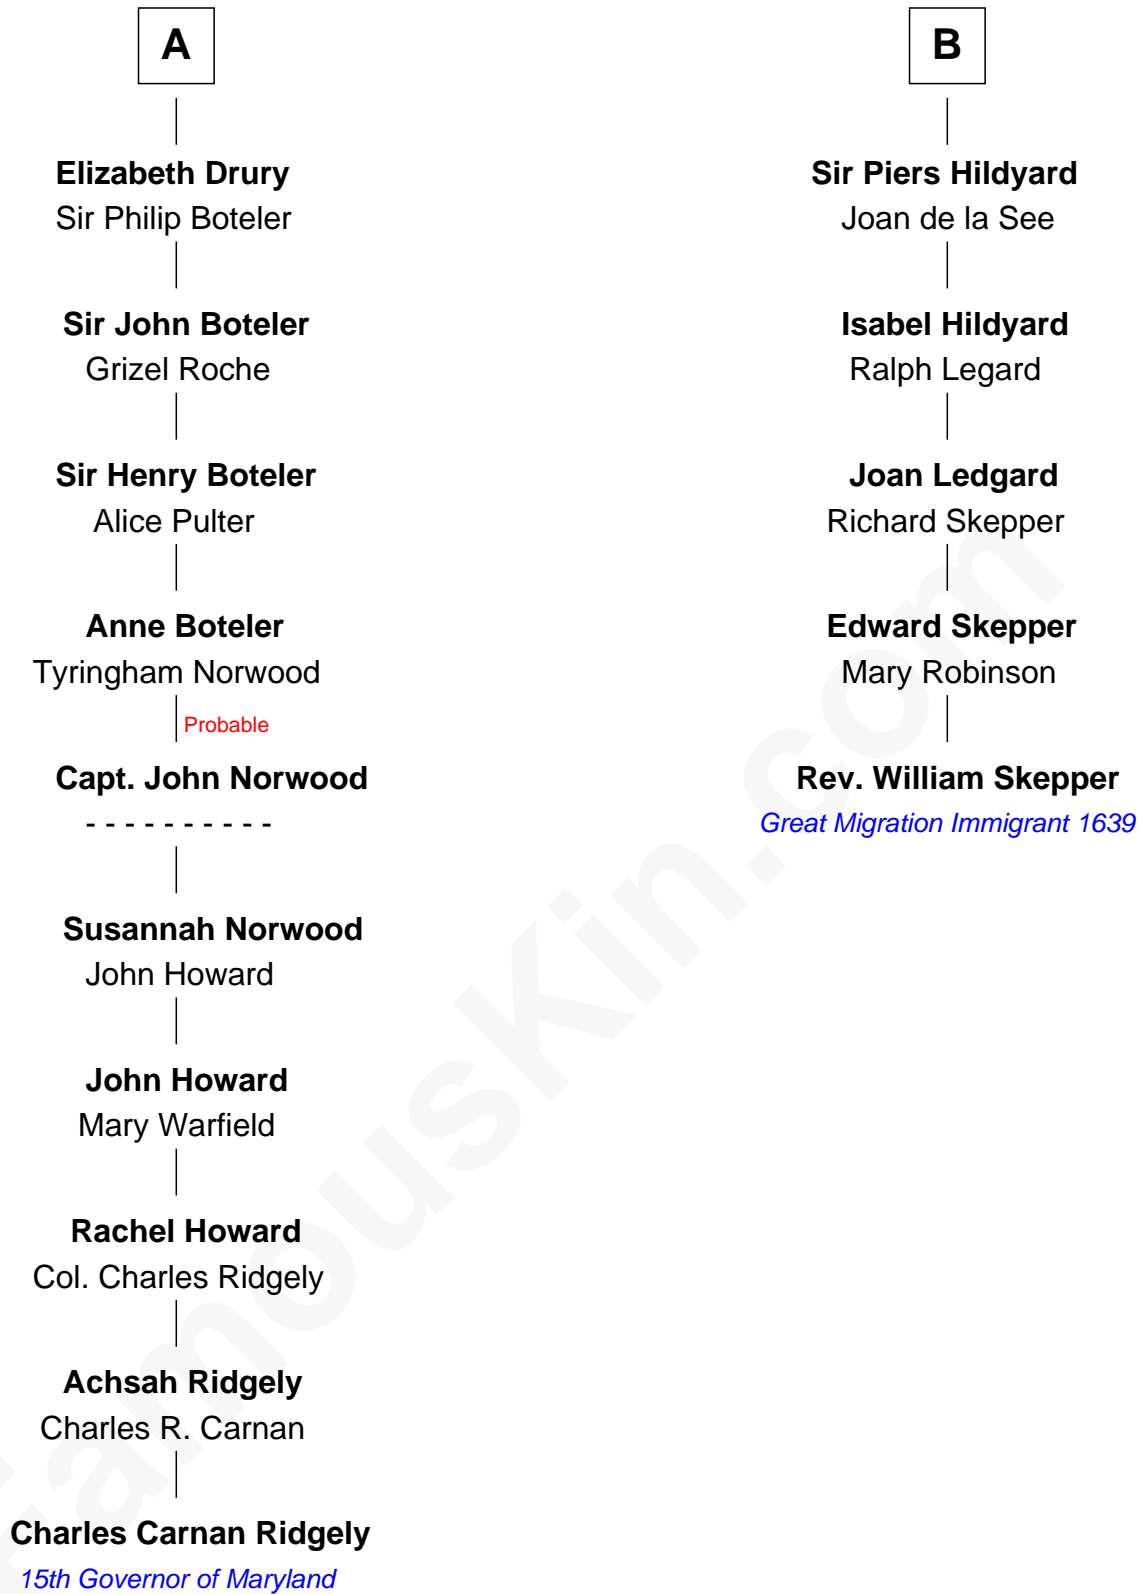 A
Elizabeth Drury
Sir Philip Boteler
Sir John Boteler
Grizel Roche
Sir Henry Boteler
Alice Pulter
Anne Boteler
Tyringham Norwood
Probable
Capt. John Norwood
- - - - - - - - - -
Susannah Norwood
John Howard
John Howard
Mary Warfield
Rachel Howard
Col. Charles Ridgely
Achsah Ridgely
Charles R. Carnan
Charles Carnan Ridgely
15th Governor of Maryland
B
Sir Piers Hildyard
Joan de la See
Isabel Hildyard
Ralph Legard
Joan Ledgard
Richard Skepper
Edward Skepper
Mary Robinson
Rev. William Skepper
Great Migration Immigrant 1639
FamousKin.com